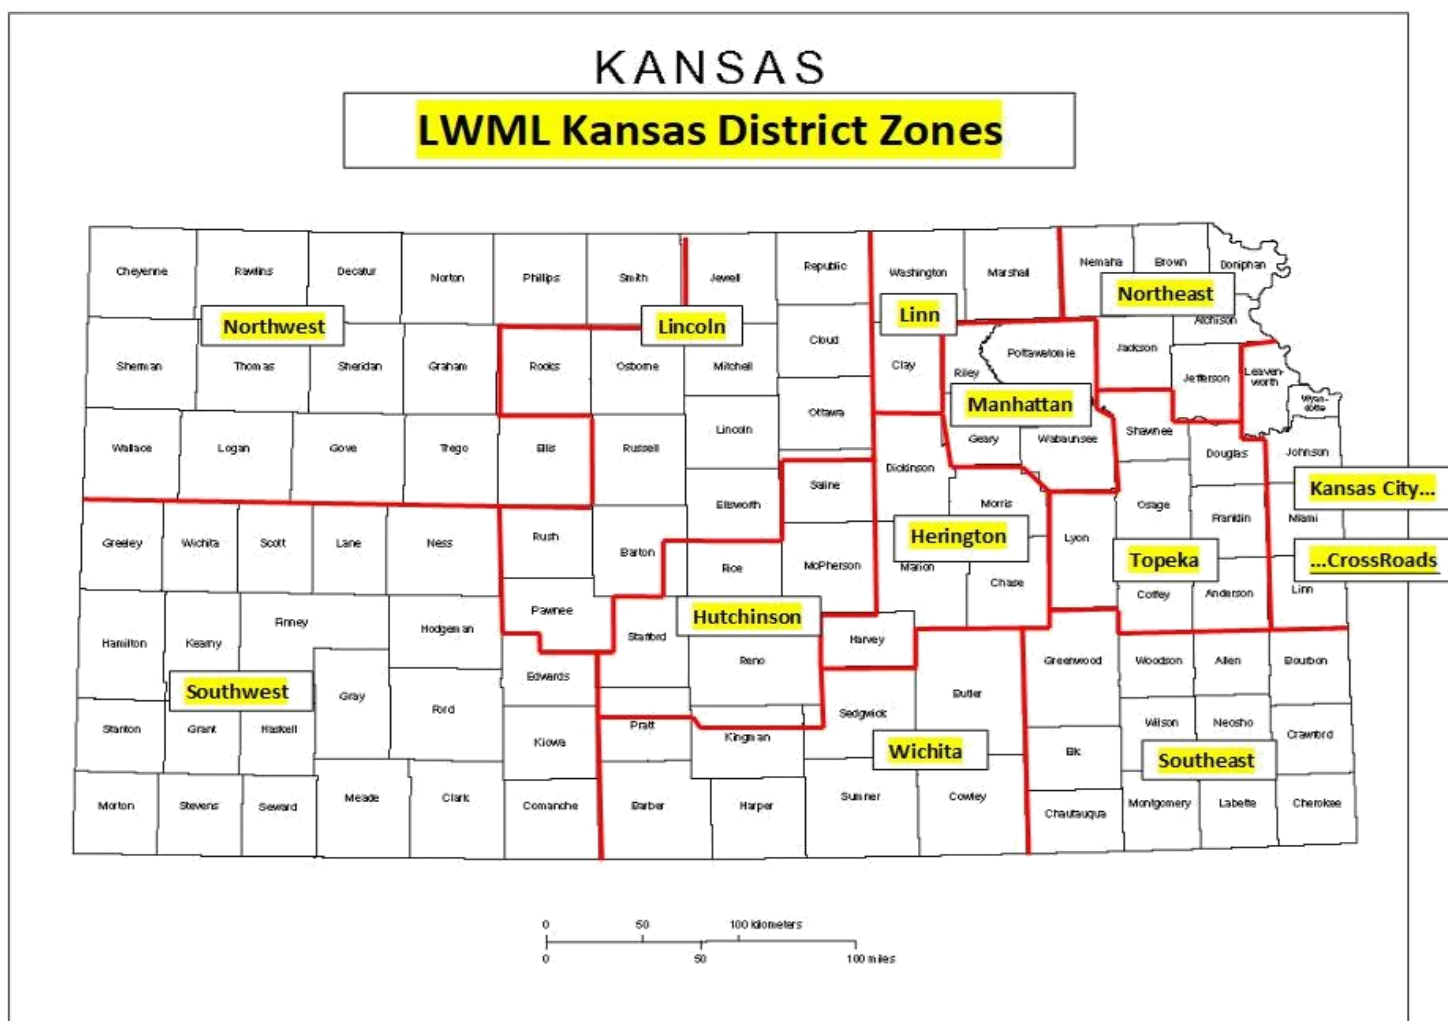 KANSAS
LWML Kansas District Zones
Cheyenne Rawlins Decatur Norton Phillips Smith Jewell Republic Washington Marshall Nemaha Brown Doniphan
Northwest Lincoln Linn Northeast
Atchison
Sherman Thomas Sheridan Graham Rooks Osborne Mitchell Cloud Clay Riley Pottawatomie Jackson Jefferson Leaven-
worth
Wyan-
dotte
Manhattan
Wallace Logan Gove Trego Ellis Russell Lincoln Ottawa Dickinson Geary Wabaunsee Shawnee Douglas Johnson
Kansas City...
Greeley Wichita Scott Lane Ness Rush Barton Ellsworth Saline Morris Lyon Osage Franklin Miami
Herington Topeka ...CrossRoads
Rice McPherson Marion Chase Coffey Anderson Linn
Hamilton Kearny Finney Hodgeman Pawnee Stafford Hutchinson Harvey
Reno Greenwood Woodson Allen Bourbon
Southwest Gray Edwards Butler
Stanton Grant Haskell Ford Kiowa Pratt Kingman Sedgwick Elk Wilson Neosho Crawford
Wichita Southeast
Morton Stevens Seward Meade Clark Comanche Barber Harper Sumner Cowley Chautauqua Montgomery Labette Cherokee
0 50 100 kilometers
0 50 100 miles